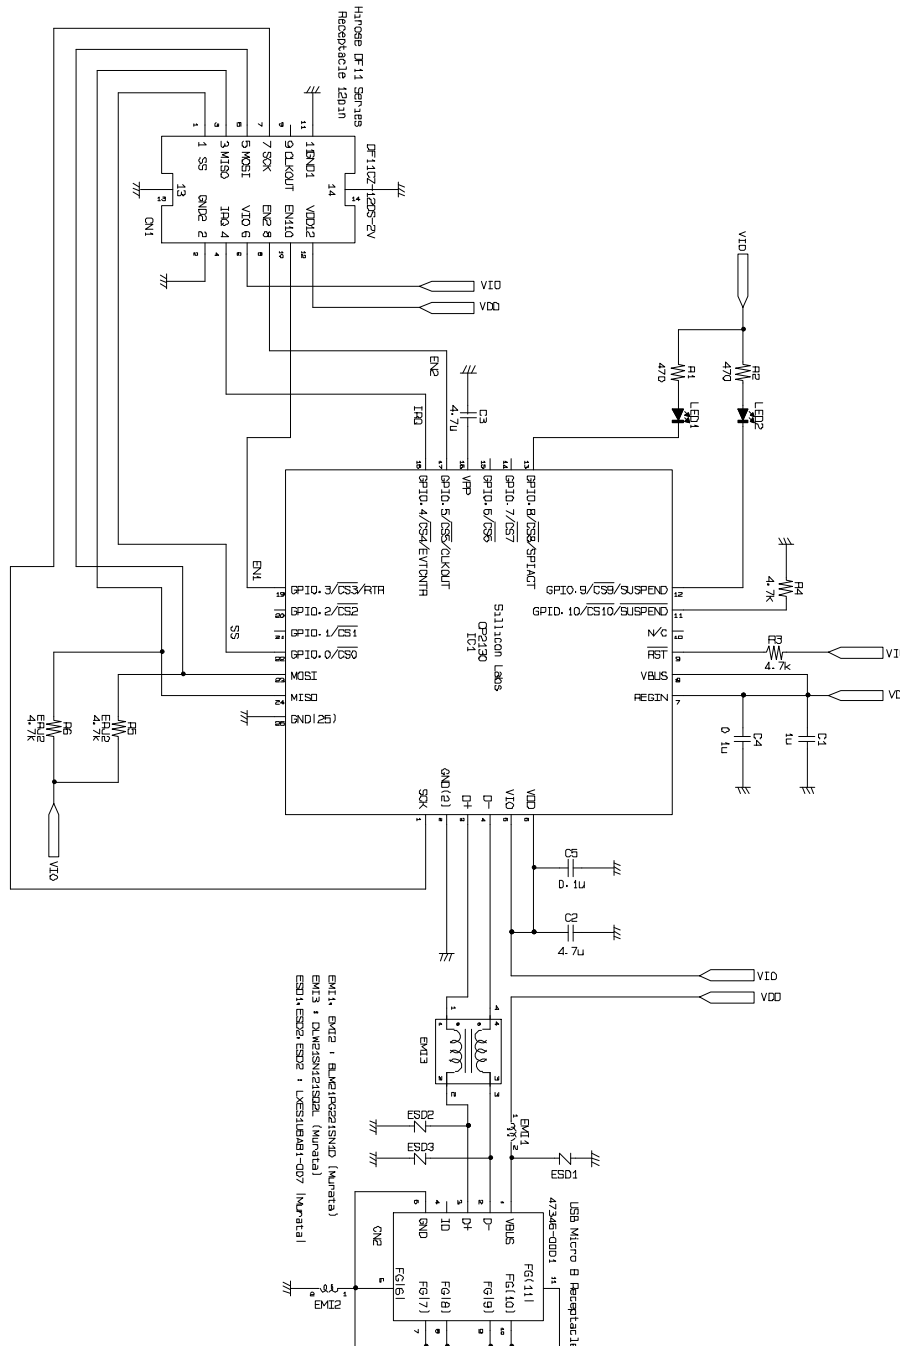 Hirose DF11 Series
Receptacle 12pin
DF11CZ-12DS-2V
CN1
1 SS
3 MISO
5 MOSI
7 SCK
9 CLKOUT
11GND1
13
14
GND2 2
IRQ 4
VIO 6
EN2 8
EN110
VDD12
VIO
VDD
VIO
R1
470
R2
470
LED1
LED2
EN2
IRQ
C3
4.7u
EN1
SS
GPIO.4/CS4/EVTCNTR
GPIO.5/CS5/CLKOUT
VPP
GPIO.6/CS6
GPIO.7/CS7
GPIO.8/CS8/SPIACT
GPIO.3/CS3/RTR
GPIO.2/CS2
GPIO.1/CS1
GPIO.0/CS0
MOSI
MISO
GND(25)
Sillicon Labs
CP2130
IC1
GPIO.9/CS9/SUSPEND
GPIO.10/CS10/SUSPEND
N/C
RST
VBUS
REGIN
SCK
GND(2)
D+
D-
VIO
VDD
R4
4.7k
R3
4.7k
C4
0.1u
C1
1u
R6
4.7k
R5
4.7k
VIO
C5
0.1u
C2
4.7u
VIO
VDD
EMI3
EMI1
ESD2
ESD3
ESD1
EMI1, EMI2 : BLM21PG221SN1D (Murata)
EMI3 : DLW21SN121SQ2L (Murata)
ESD1,ESD2,ESD2 : LXES1UBAB1-007 (Murata)
USB Micro B Receptacle
47346-0001
CN2
GND
ID
D+
D-
VBUS
FG(6)
FG(7)
FG(8)
FG(9)
FG(10)
FG(11)
EMI2